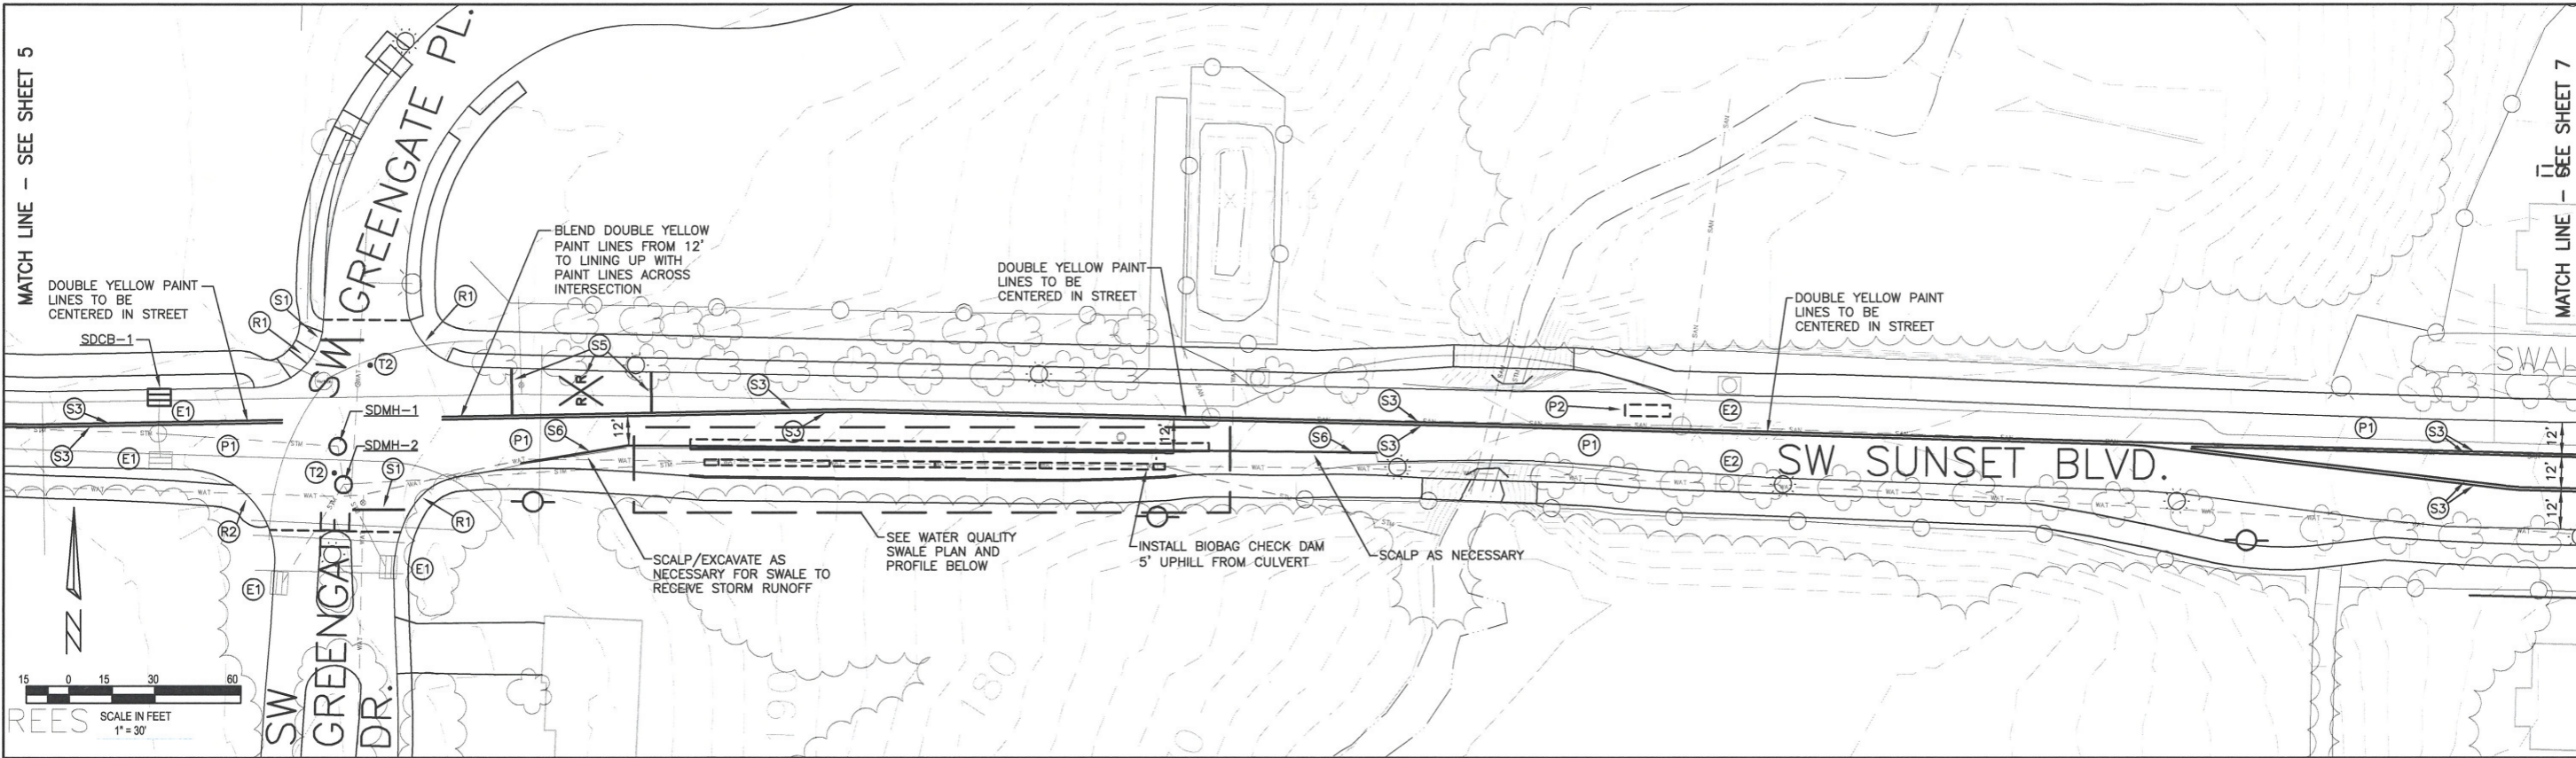 MATCH LINE - SEE SHEET 5
DOUBLE YELLOW PAINT
LINES TO BE
CENTERED IN STREET
SDCB-1
S1
R1
SW GREENGATE PL.
R1
T2
BLEND DOUBLE YELLOW
PAINT LINES FROM 12'
TO LINING UP WITH
PAINT LINES ACROSS
INTERSECTION
S5
R R
S3
E1
SDMH-1
SDMH-2
S3
S3
P1
E1
T2
S1
R2
R1
E1
E1
P1
S6
12'
S3
12'
DOUBLE YELLOW PAINT
LINES TO BE
CENTERED IN STREET
S6
S3
S3
P2
E2
P1
E2
DOUBLE YELLOW PAINT
LINES TO BE
CENTERED IN STREET
SW SUNSET BLVD.
P1
S3
12'
12'
12'
S3
SWAL
MATCH LINE - SEE SHEET 7
SCALP/EXCAVATE AS
NECESSARY FOR SWALE TO
RECEIVE STORM RUNOFF
SEE WATER QUALITY
SWALE PLAN AND
PROFILE BELOW
INSTALL BIOBAG CHECK DAM
5' UPHILL FROM CULVERT
SCALP AS NECESSARY
N
15 0 15 30 60
SCALE IN FEET
1" = 30'
REES
SW
GREENGATE
DR.
190
180